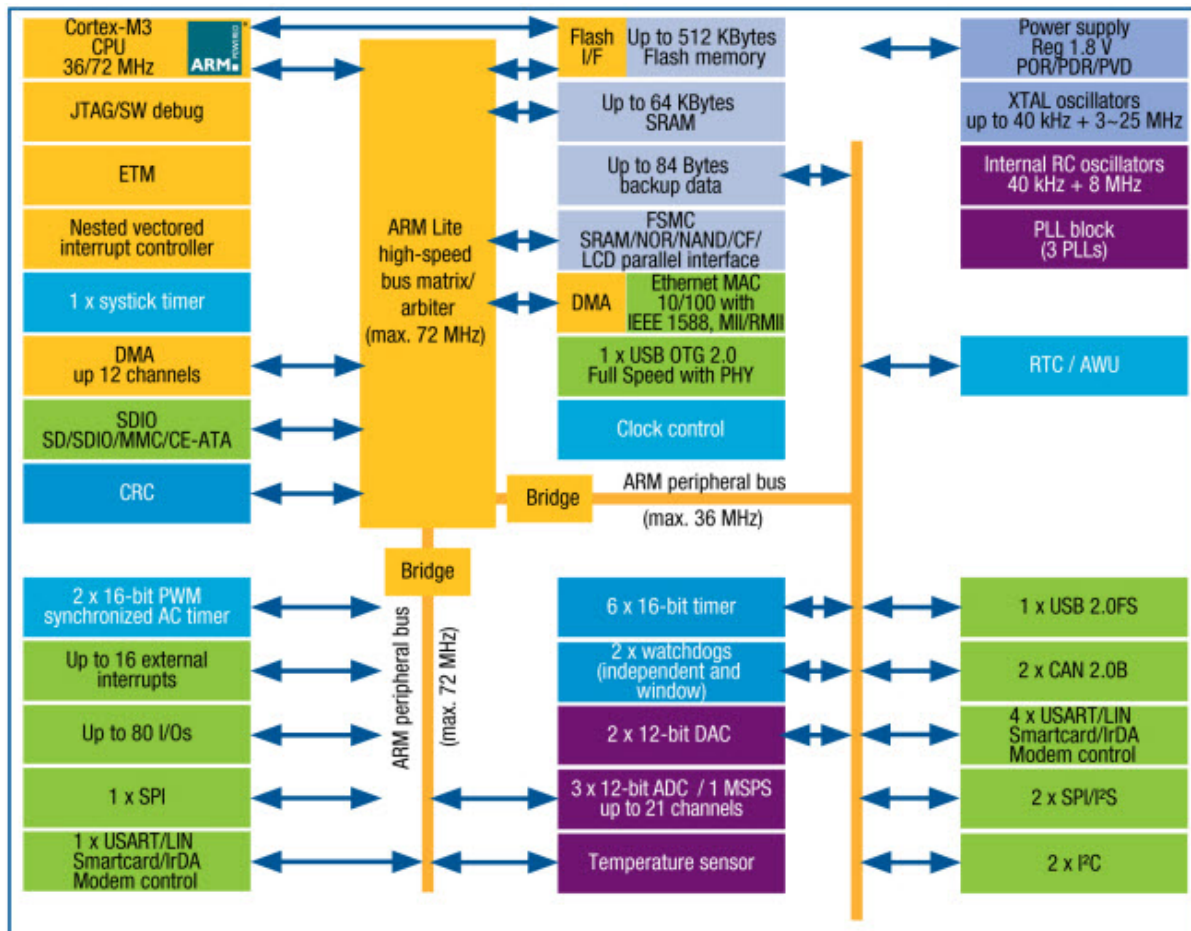 Cortex-M3
CPU
36/72 MHz
ARM POWERED
JTAG/SW debug
ETM
Nested vectored
interrupt controller
1 x systick timer
DMA
up 12 channels
SDIO
SD/SDIO/MMC/CE-ATA
CRC
ARM Lite
high-speed
bus matrix/
arbiter
(max. 72 MHz)
Flash
I/F
Up to 512 KBytes
Flash memory
Up to 64 KBytes
SRAM
Up to 84 Bytes
backup data
FSMC
SRAM/NOR/NAND/CF/
LCD parallel interface
DMA
Ethernet MAC
10/100 with
IEEE 1588, MII/RMII
1 x USB OTG 2.0
Full Speed with PHY
Clock control
Power supply
Reg 1.8 V
POR/PDR/PVD
XTAL oscillators
up to 40 kHz + 3~25 MHz
Internal RC oscillators
40 kHz + 8 MHz
PLL block
(3 PLLs)
RTC / AWU
Bridge
ARM peripheral bus
(max. 36 MHz)
Bridge
ARM peripheral bus
(max. 72 MHz)
2 x 16-bit PWM
synchronized AC timer
Up to 16 external
interrupts
Up to 80 I/Os
1 x SPI
1 x USART/LIN
Smartcard/IrDA
Modem control
6 x 16-bit timer
2 x watchdogs
(independent and
window)
2 x 12-bit DAC
3 x 12-bit ADC / 1 MSPS
up to 21 channels
Temperature sensor
1 x USB 2.0FS
2 x CAN 2.0B
4 x USART/LIN
Smartcard/IrDA
Modem control
2 x SPI/I²S
2 x I²C